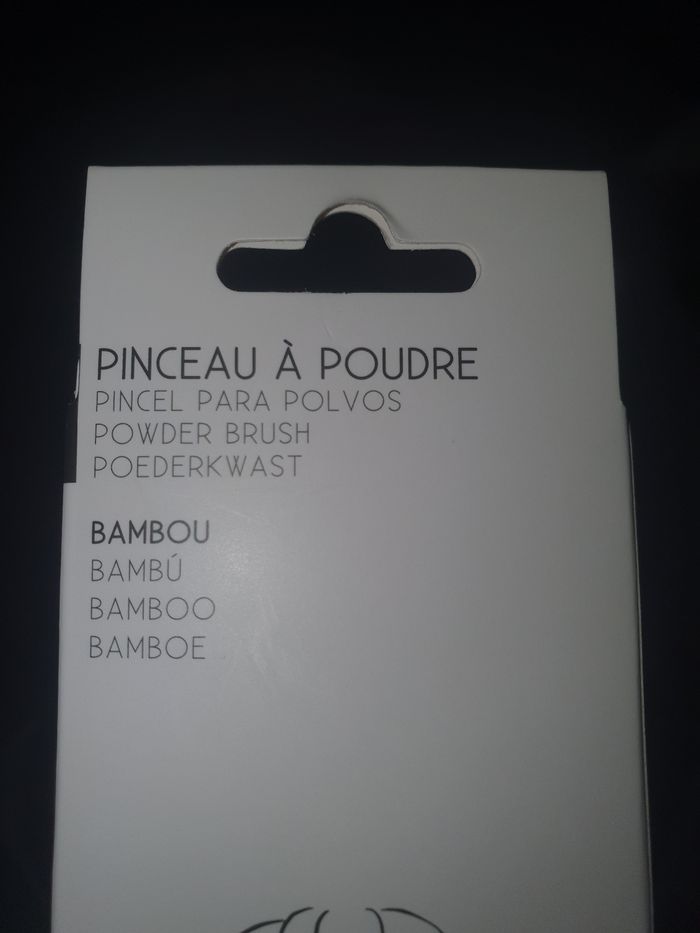 PINCEAU À POUDRE
PINCEL PARA POLVOS
POWDER BRUSH
POEDERKWAST
BAMBOU
BAMBÚ
BAMBOO
BAMBOE